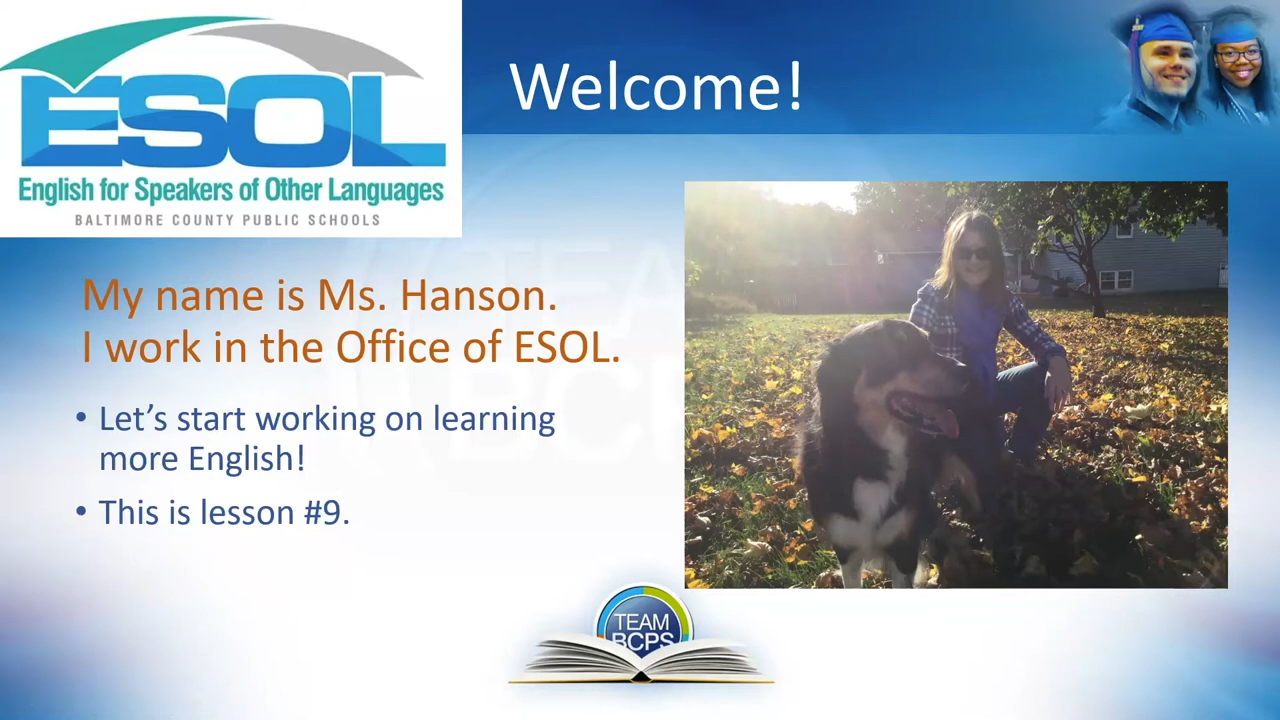 ESOL
English for Speakers of Other Languages
BALTIMORE COUNTY PUBLIC SCHOOLS
Welcome!
My name is Ms. Hanson.
I work in the Office of ESOL.
• Let’s start working on learning
more English!
• This is lesson #9.
TEAM
BCPS